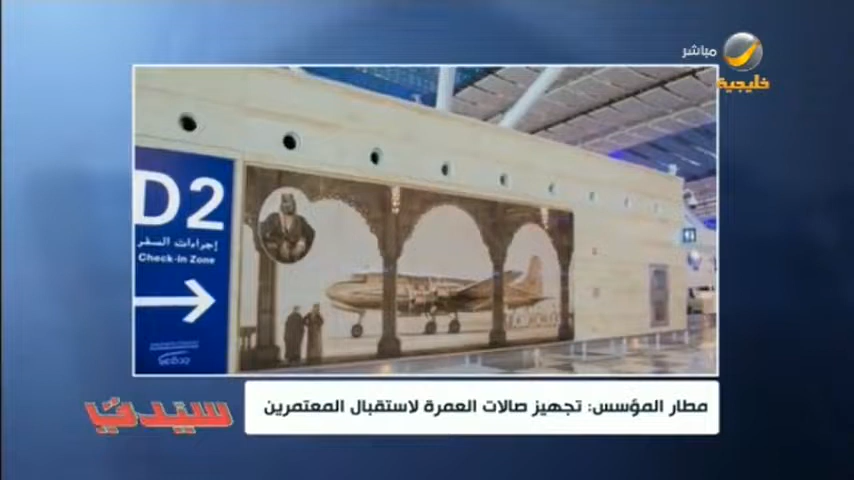 مباشر
خليجية
D2
إجراءات السفر
Check-in Zone
مطار المؤسس: تجهيز صالات العمرة لاستقبال المعتمرين
سيدتي